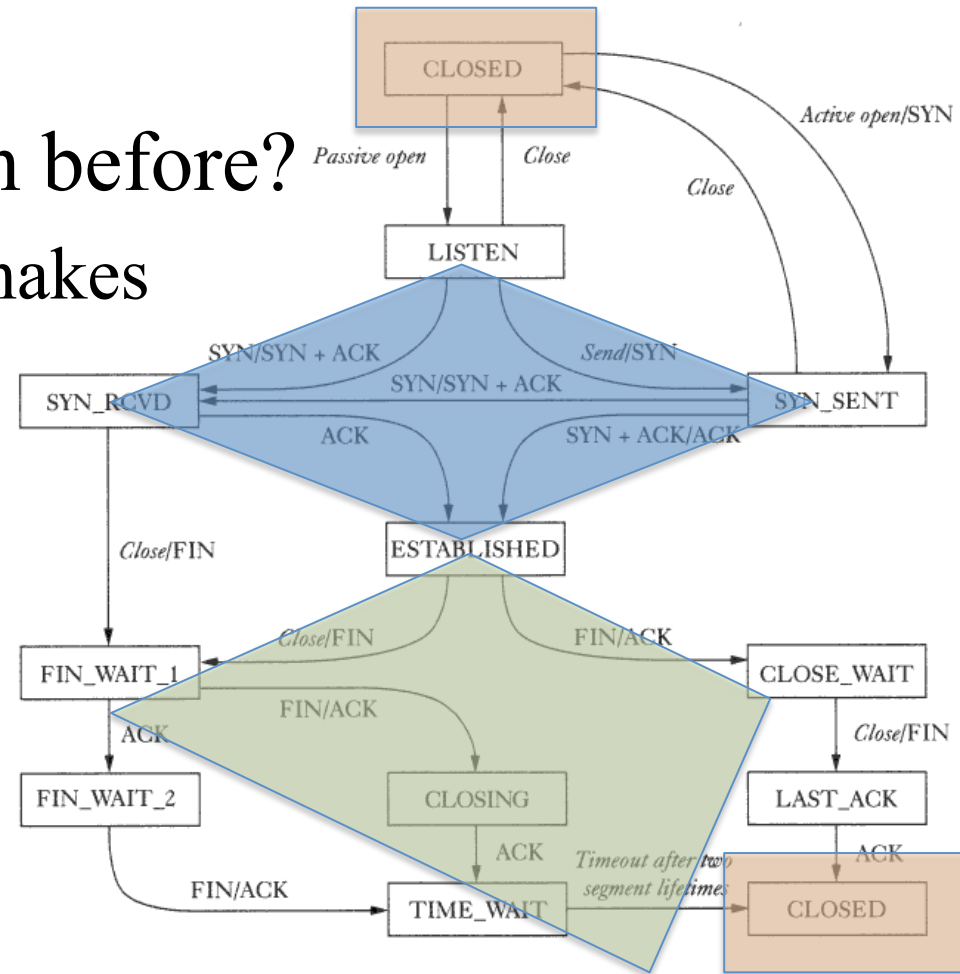 CLOSED
Active open/SYN
n before?
Passive open
Close
Close
LISTEN
nakes
SYN/SYN + ACK
Send/SYN
SYN/SYN + ACK
SYN_RCVD
SYN_SENT
ACK
SYN + ACK/ACK
Close/FIN
ESTABLISHED
Close/FIN
FIN/ACK
FIN_WAIT_1
CLOSE_WAIT
FIN/ACK
ACK
Close/FIN
FIN_WAIT_2
CLOSING
LAST_ACK
ACK
Timeout after two
segment lifetimes
ACK
FIN/ACK
TIME_WAIT
CLOSED